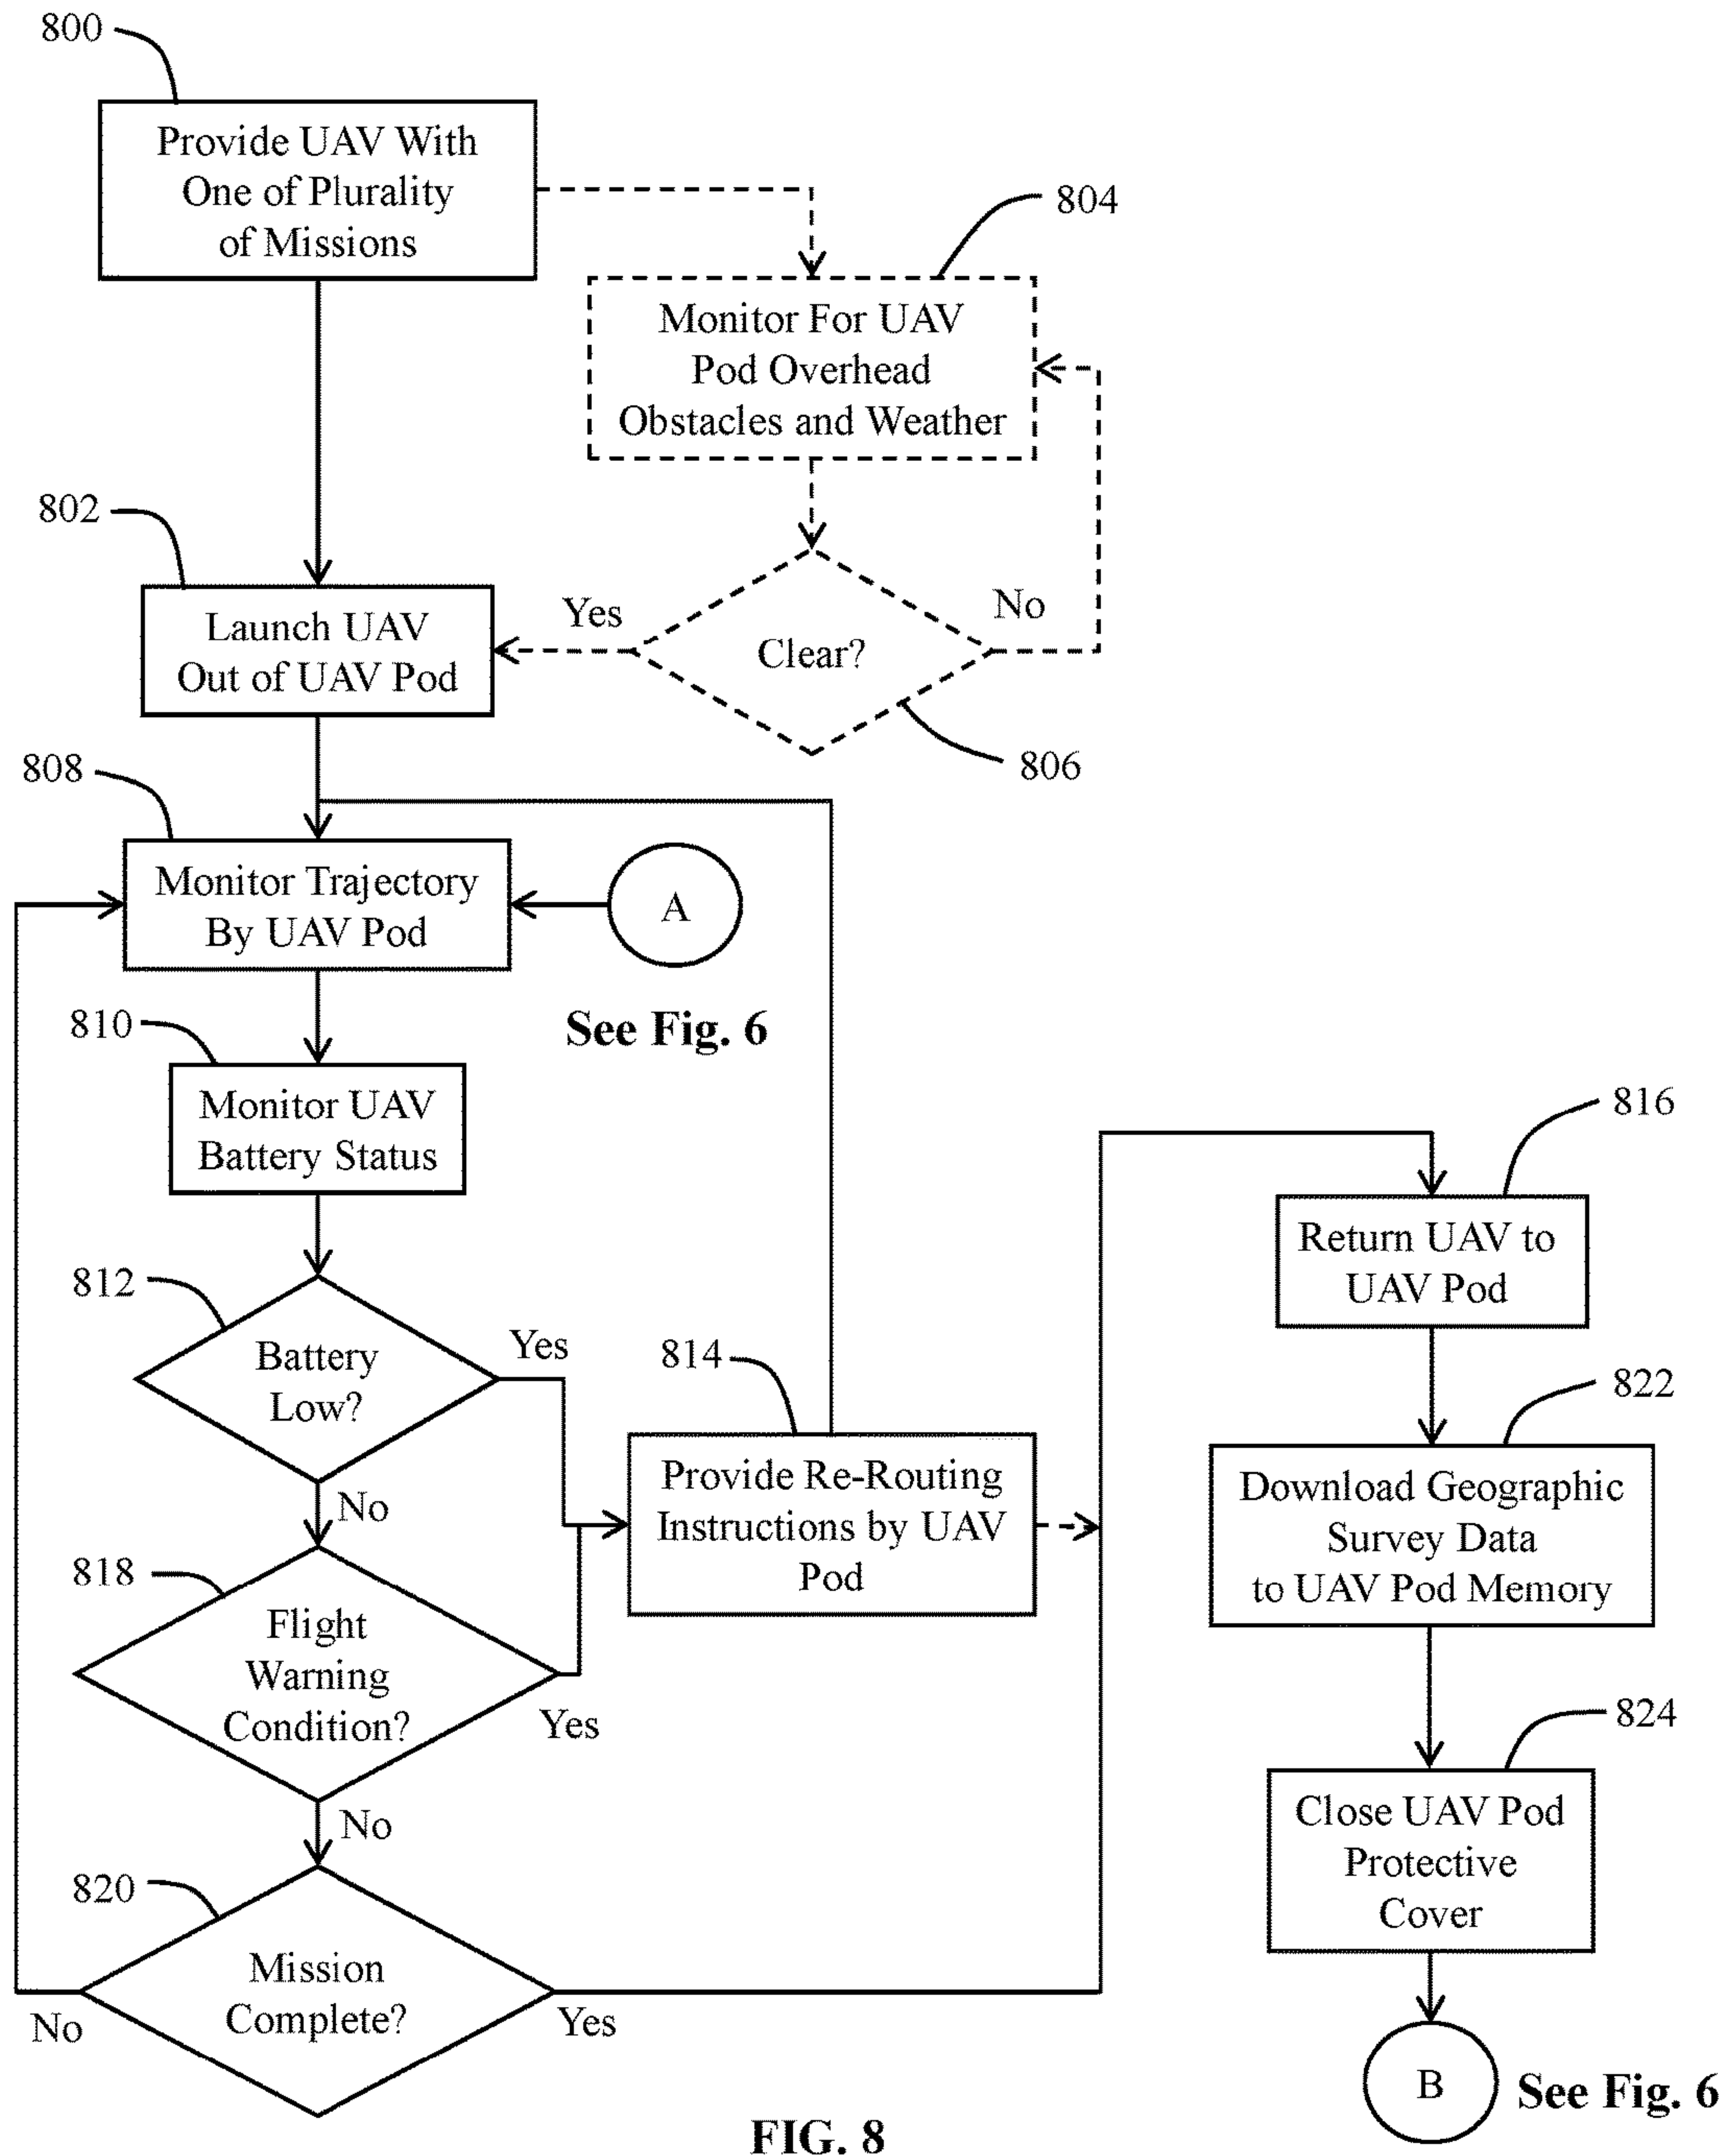 800
Provide UAV With
One of Plurality
of Missions
804
Monitor For UAV
Pod Overhead
Obstacles and Weather
802
Launch UAV
Out of UAV Pod
Yes
Clear?
No
806
808
Monitor Trajectory
By UAV Pod
A
See Fig. 6
810
Monitor UAV
Battery Status
812
Battery
Low?
Yes
No
814
Provide Re-Routing
Instructions by UAV
Pod
818
Flight
Warning
Condition?
Yes
No
820
Mission
Complete?
No
Yes
816
Return UAV to
UAV Pod
822
Download Geographic
Survey Data
to UAV Pod Memory
824
Close UAV Pod
Protective
Cover
B
See Fig. 6
FIG. 8